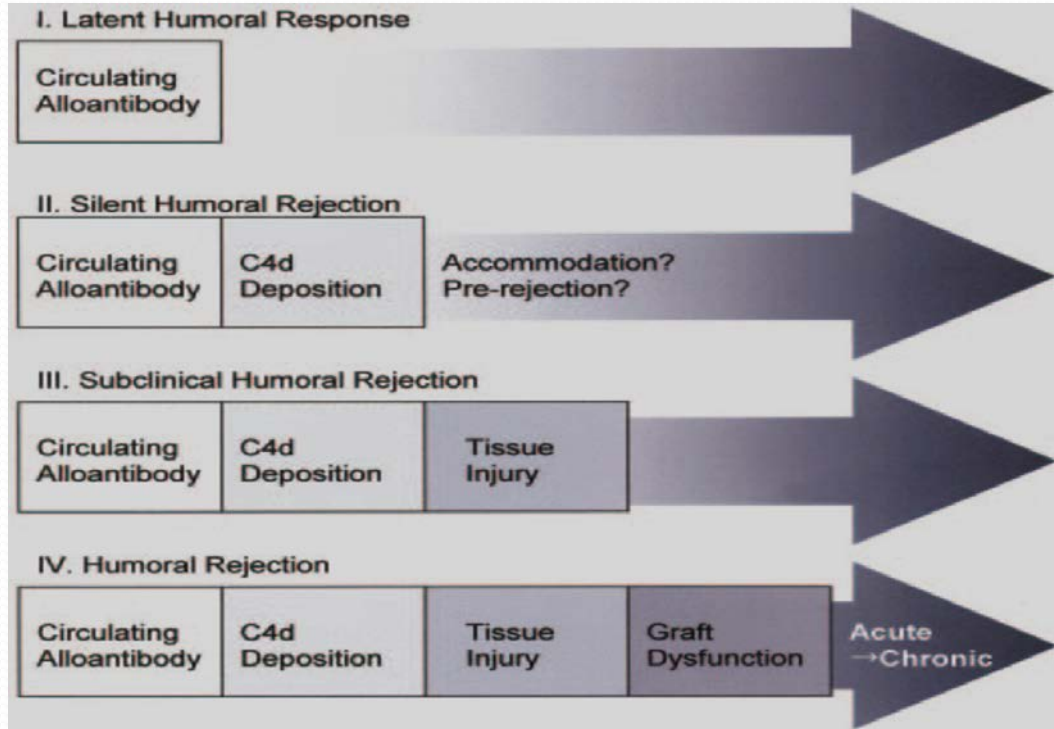 I. Latent Humoral Response
Circulating
Alloantibody
II. Silent Humoral Rejection
Circulating
Alloantibody
C4d
Deposition
Accommodation?
Pre-rejection?
III. Subclinical Humoral Rejection
Circulating
Alloantibody
C4d
Deposition
Tissue
Injury
IV. Humoral Rejection
Circulating
Alloantibody
C4d
Deposition
Tissue
Injury
Graft
Dysfunction
Acute
→Chronic